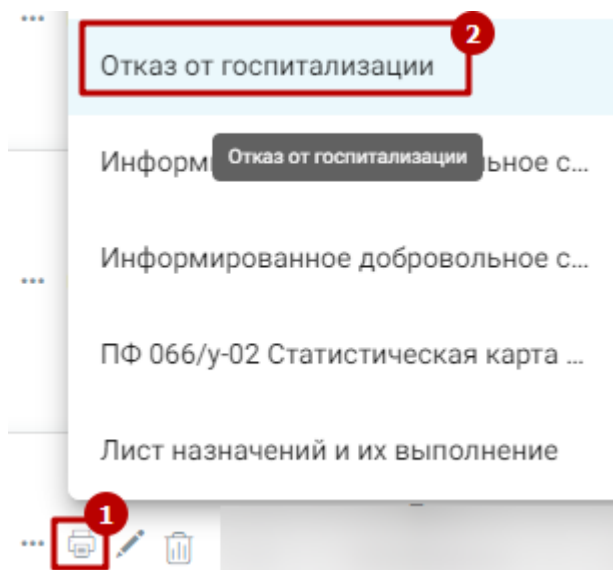 2
Отказ от госпитализации
Информ Отказ от госпитализации ьное с...
Информированное добровольное с...
ПФ 066/у-02 Статистическая карта ...
Лист назначений и их выполнение
1